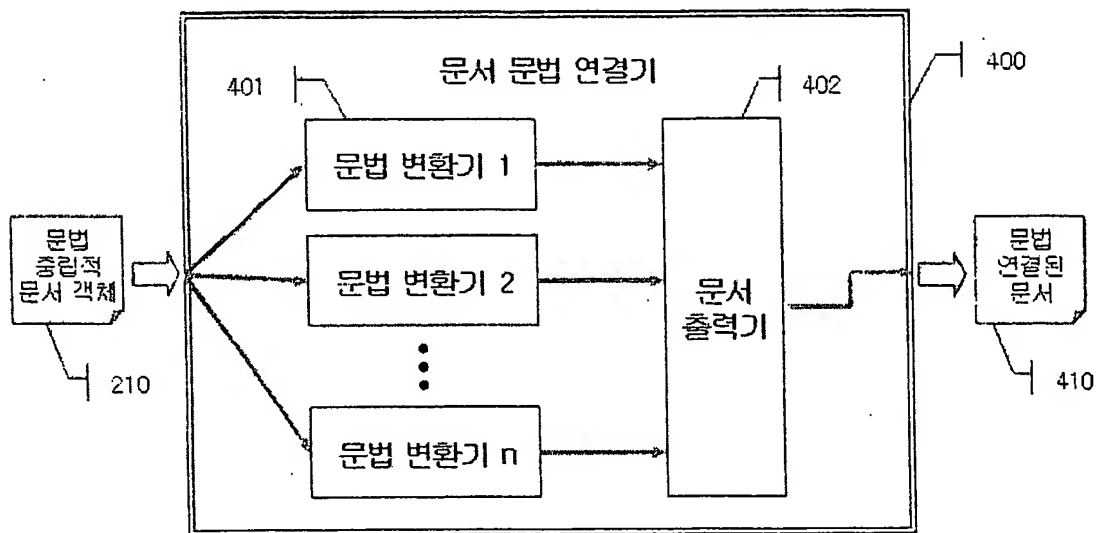 문서 문법 연결기
400
401
402
문법 변환기 1
문법
중립적
문서 객체
문법 변환기 2
문서
출력기
문법
연결된
문서
210
410
문법 변환기 n